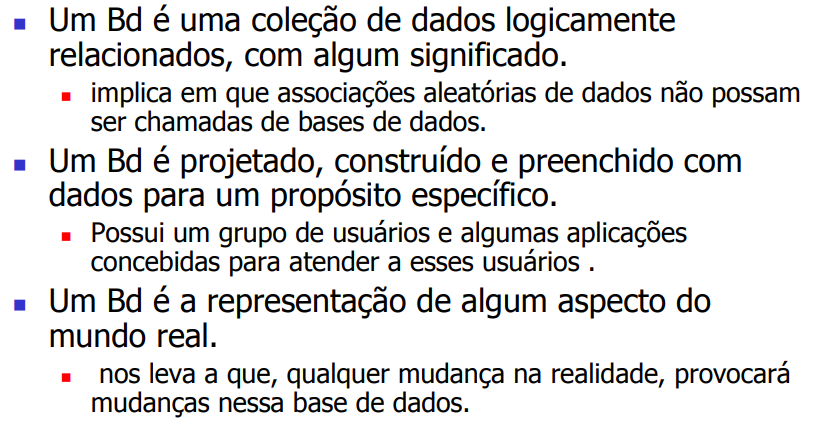 Um Bd é uma coleção de dados logicamente
relacionados, com algum significado.
implica em que associações aleatórias de dados não possam
ser chamadas de bases de dados.
Um Bd é projetado, construído e preenchido com
dados para um propósito específico.
Possui um grupo de usuários e algumas aplicações
concebidas para atender a esses usuários .
Um Bd é a representação de algum aspecto do
mundo real.
nos leva a que, qualquer mudança na realidade, provocará
mudanças nessa base de dados.